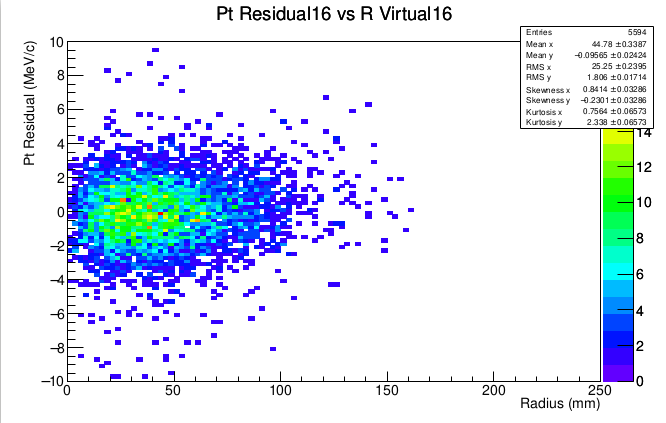 Pt Residual16 vs R Virtual16
Entries 5594
Mean x 44.78 ±0.3387
Mean y −0.09565 ±0.02424
RMS x 25.25 ±0.2395
RMS y 1.806 ±0.01714
Skewness x 0.8414 ±0.03286
Skewness y −0.2301 ±0.03286
Kurtosis x 0.7564 ±0.06573
Kurtosis y 2.338 ±0.06573
Pt Residual (MeV/c)
10
8
6
4
2
0
−2
−4
−6
−8
−10
0 50 100 150 200 250
Radius (mm)
14
12
10
8
6
4
2
0